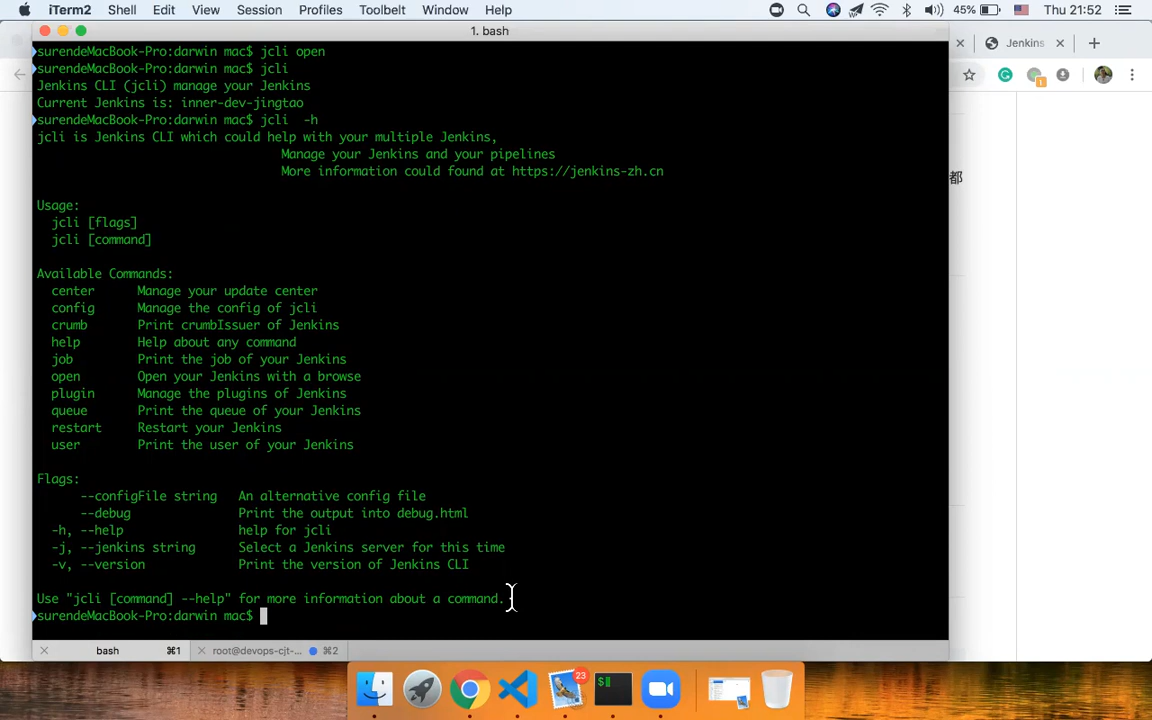 iTerm2 Shell Edit View Session Profiles Toolbelt Window Help 45% Thu 21:52
1. bash
Jenkins
surendeMacBook-Pro:darwin mac$ jcli open
surendeMacBook-Pro:darwin mac$ jcli
Jenkins CLI (jcli) manage your Jenkins
Current Jenkins is: inner-dev-jingtao
surendeMacBook-Pro:darwin mac$ jcli  -h
jcli is Jenkins CLI which could help with your multiple Jenkins,
Manage your Jenkins and your pipelines
More information could found at https://jenkins-zh.cn
都
Usage:
jcli [flags]
jcli [command]
Available Commands:
center Manage your update center
config Manage the config of jcli
crumb Print crumbIssuer of Jenkins
help Help about any command
job Print the job of your Jenkins
open Open your Jenkins with a browse
plugin Manage the plugins of Jenkins
queue Print the queue of your Jenkins
restart Restart your Jenkins
user Print the user of your Jenkins
Flags:
--configFile string An alternative config file
--debug Print the output into debug.html
-h, --help help for jcli
-j, --jenkins string Select a Jenkins server for this time
-v, --version Print the version of Jenkins CLI
Use "jcli [command] --help" for more information about a command.
surendeMacBook-Pro:darwin mac$
bash ⌘1 root@devops-cjt-... ⌘2
23